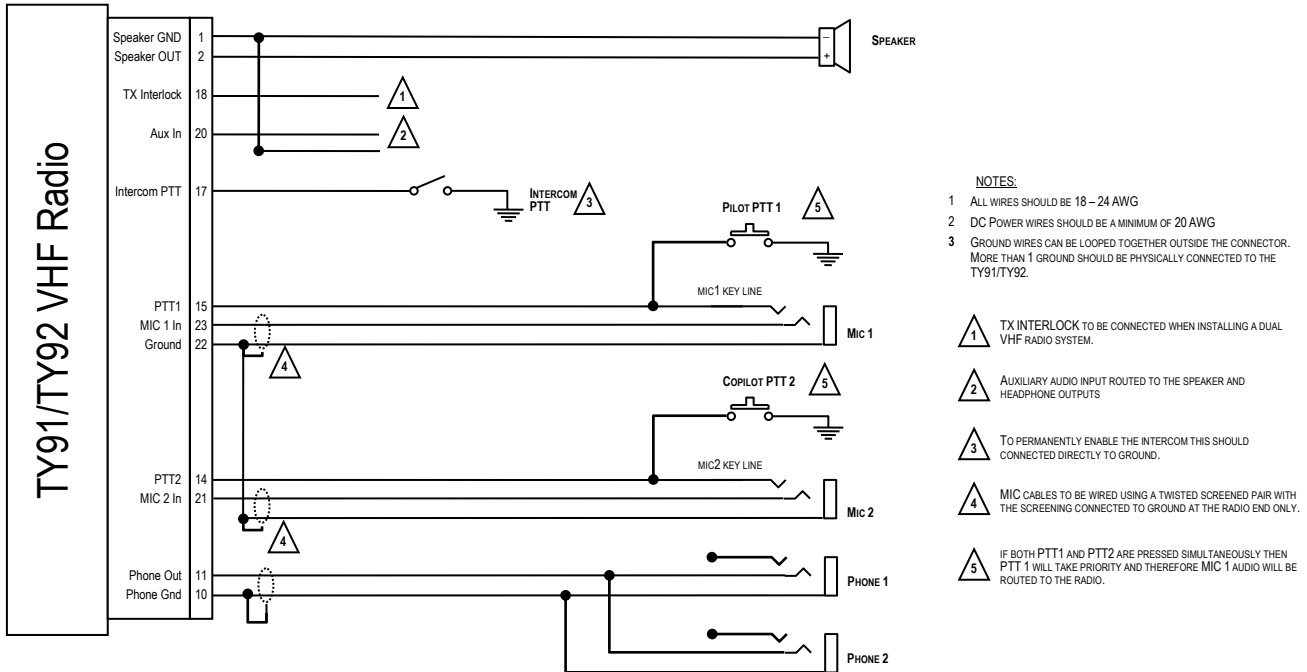 TY91/TY92 VHF Radio
Speaker GND 1
Speaker OUT 2
TX Interlock 18
Aux In 20
Intercom PTT 17
PTT1 15
MIC 1 In 23
Ground 22
PTT2 14
MIC 2 In 21
Phone Out 11
Phone Gnd 10
–
+
SPEAKER
1
2
INTERCOM
PTT
3
PILOT PTT 1
5
MIC1 KEY LINE
MIC 1
4
COPILOT PTT 2
5
MIC2 KEY LINE
MIC 2
4
PHONE 1
PHONE 2
NOTES:
1 ALL WIRES SHOULD BE 18 – 24 AWG
2 DC POWER WIRES SHOULD BE A MINIMUM OF 20 AWG
3 GROUND WIRES CAN BE LOOPED TOGETHER OUTSIDE THE CONNECTOR.
MORE THAN 1 GROUND SHOULD BE PHYSICALLY CONNECTED TO THE
TY91/TY92.
1 TX INTERLOCK TO BE CONNECTED WHEN INSTALLING A DUAL
VHF RADIO SYSTEM.
2 AUXILIARY AUDIO INPUT ROUTED TO THE SPEAKER AND
HEADPHONE OUTPUTS
3 TO PERMANENTLY ENABLE THE INTERCOM THIS SHOULD
CONNECTED DIRECTLY TO GROUND.
4 MIC CABLES TO BE WIRED USING A TWISTED SCREENED PAIR WITH
THE SCREENING CONNECTED TO GROUND AT THE RADIO END ONLY.
5 IF BOTH PTT1 AND PTT2 ARE PRESSED SIMULTANEOUSLY THEN
PTT 1 WILL TAKE PRIORITY AND THEREFORE MIC 1 AUDIO WILL BE
ROUTED TO THE RADIO.